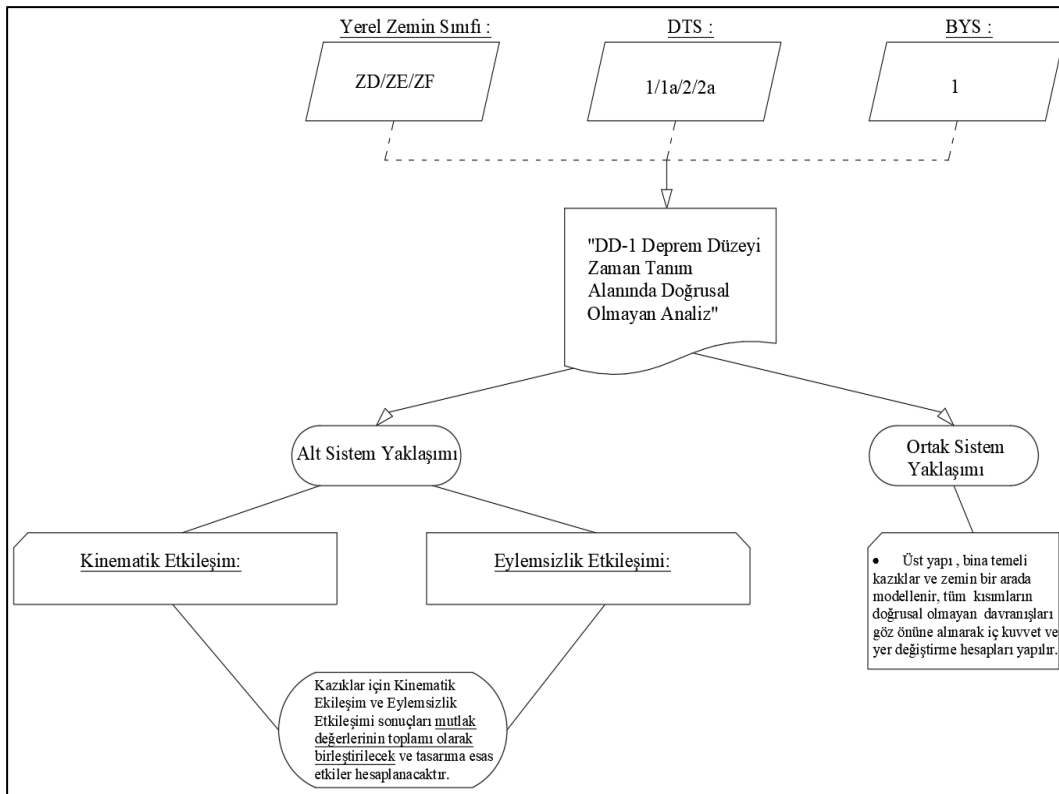 Yerel Zemin Sınıfı :
DTS :
BYS :
ZD/ZE/ZF
1/1a/2/2a
1
"DD-1 Deprem Düzeyi
Zaman Tanım
Alanında Doğrusal
Olmayan Analiz"
Alt Sistem Yaklaşımı
Ortak Sistem
Yaklaşımı
Kinematik Etkileşim:
Eylemsizlik Etkileşimi:
• Üst yapı , bina temeli
kazıklar ve zemin bir arada
modellenir, tüm kısımların
doğrusal olmayan davranışları
göz önüne alınarak iç kuvvet ve
yer değiştirme hesapları yapılır.
Kazıklar için Kinematik
Ekileşim ve Eylemsizlik
Etkileşimi sonuçları mutlak
değerlerinin toplamı olarak
birleştirilecek ve tasarıma esas
etkiler hesaplanacaktır.